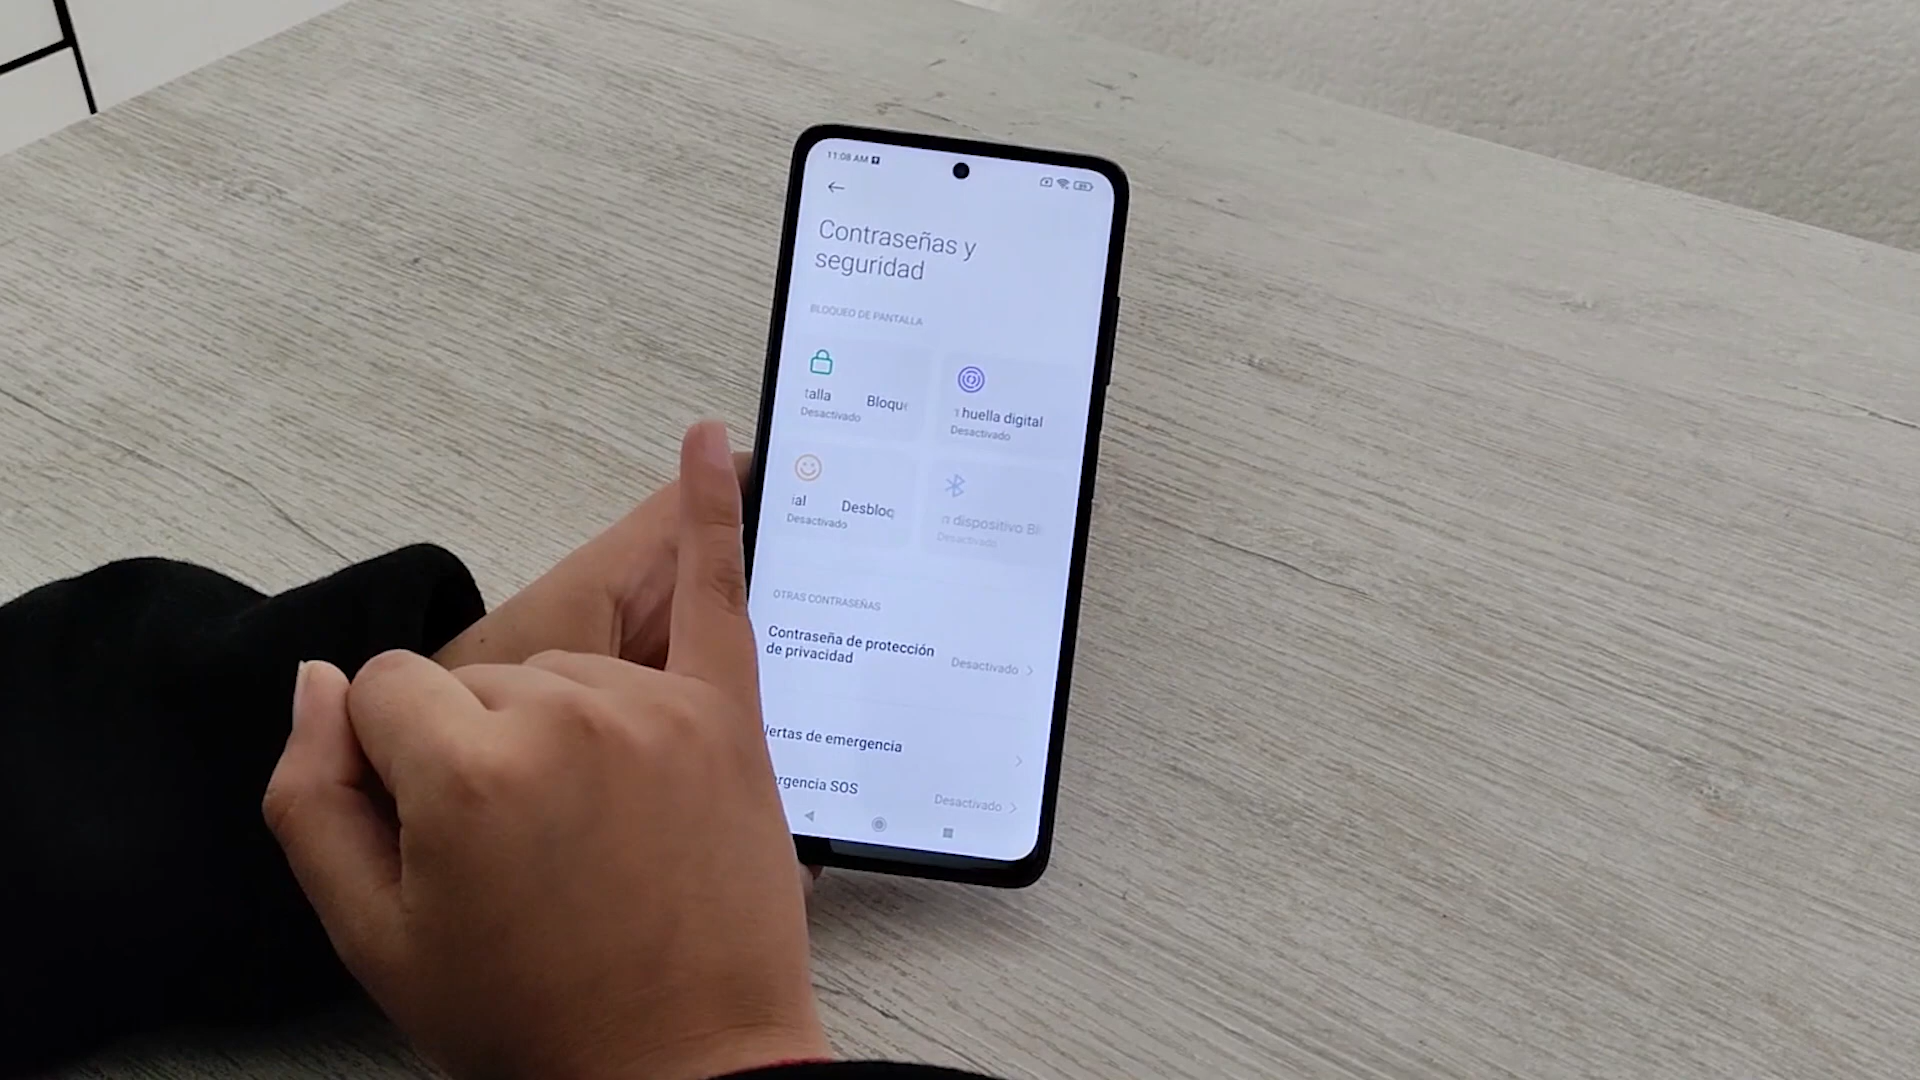 11:08 AM
Contraseñas y
seguridad
BLOQUEO DE PANTALLA
talla Bloque
Desactivado
huella digital
Desactivado
ial Desbloq
Desactivado
dispositivo Bl
Desactivado
OTRAS CONTRASEÑAS
Contraseña de protección
de privacidad
Desactivado
lertas de emergencia
rgencia SOS
Desactivado